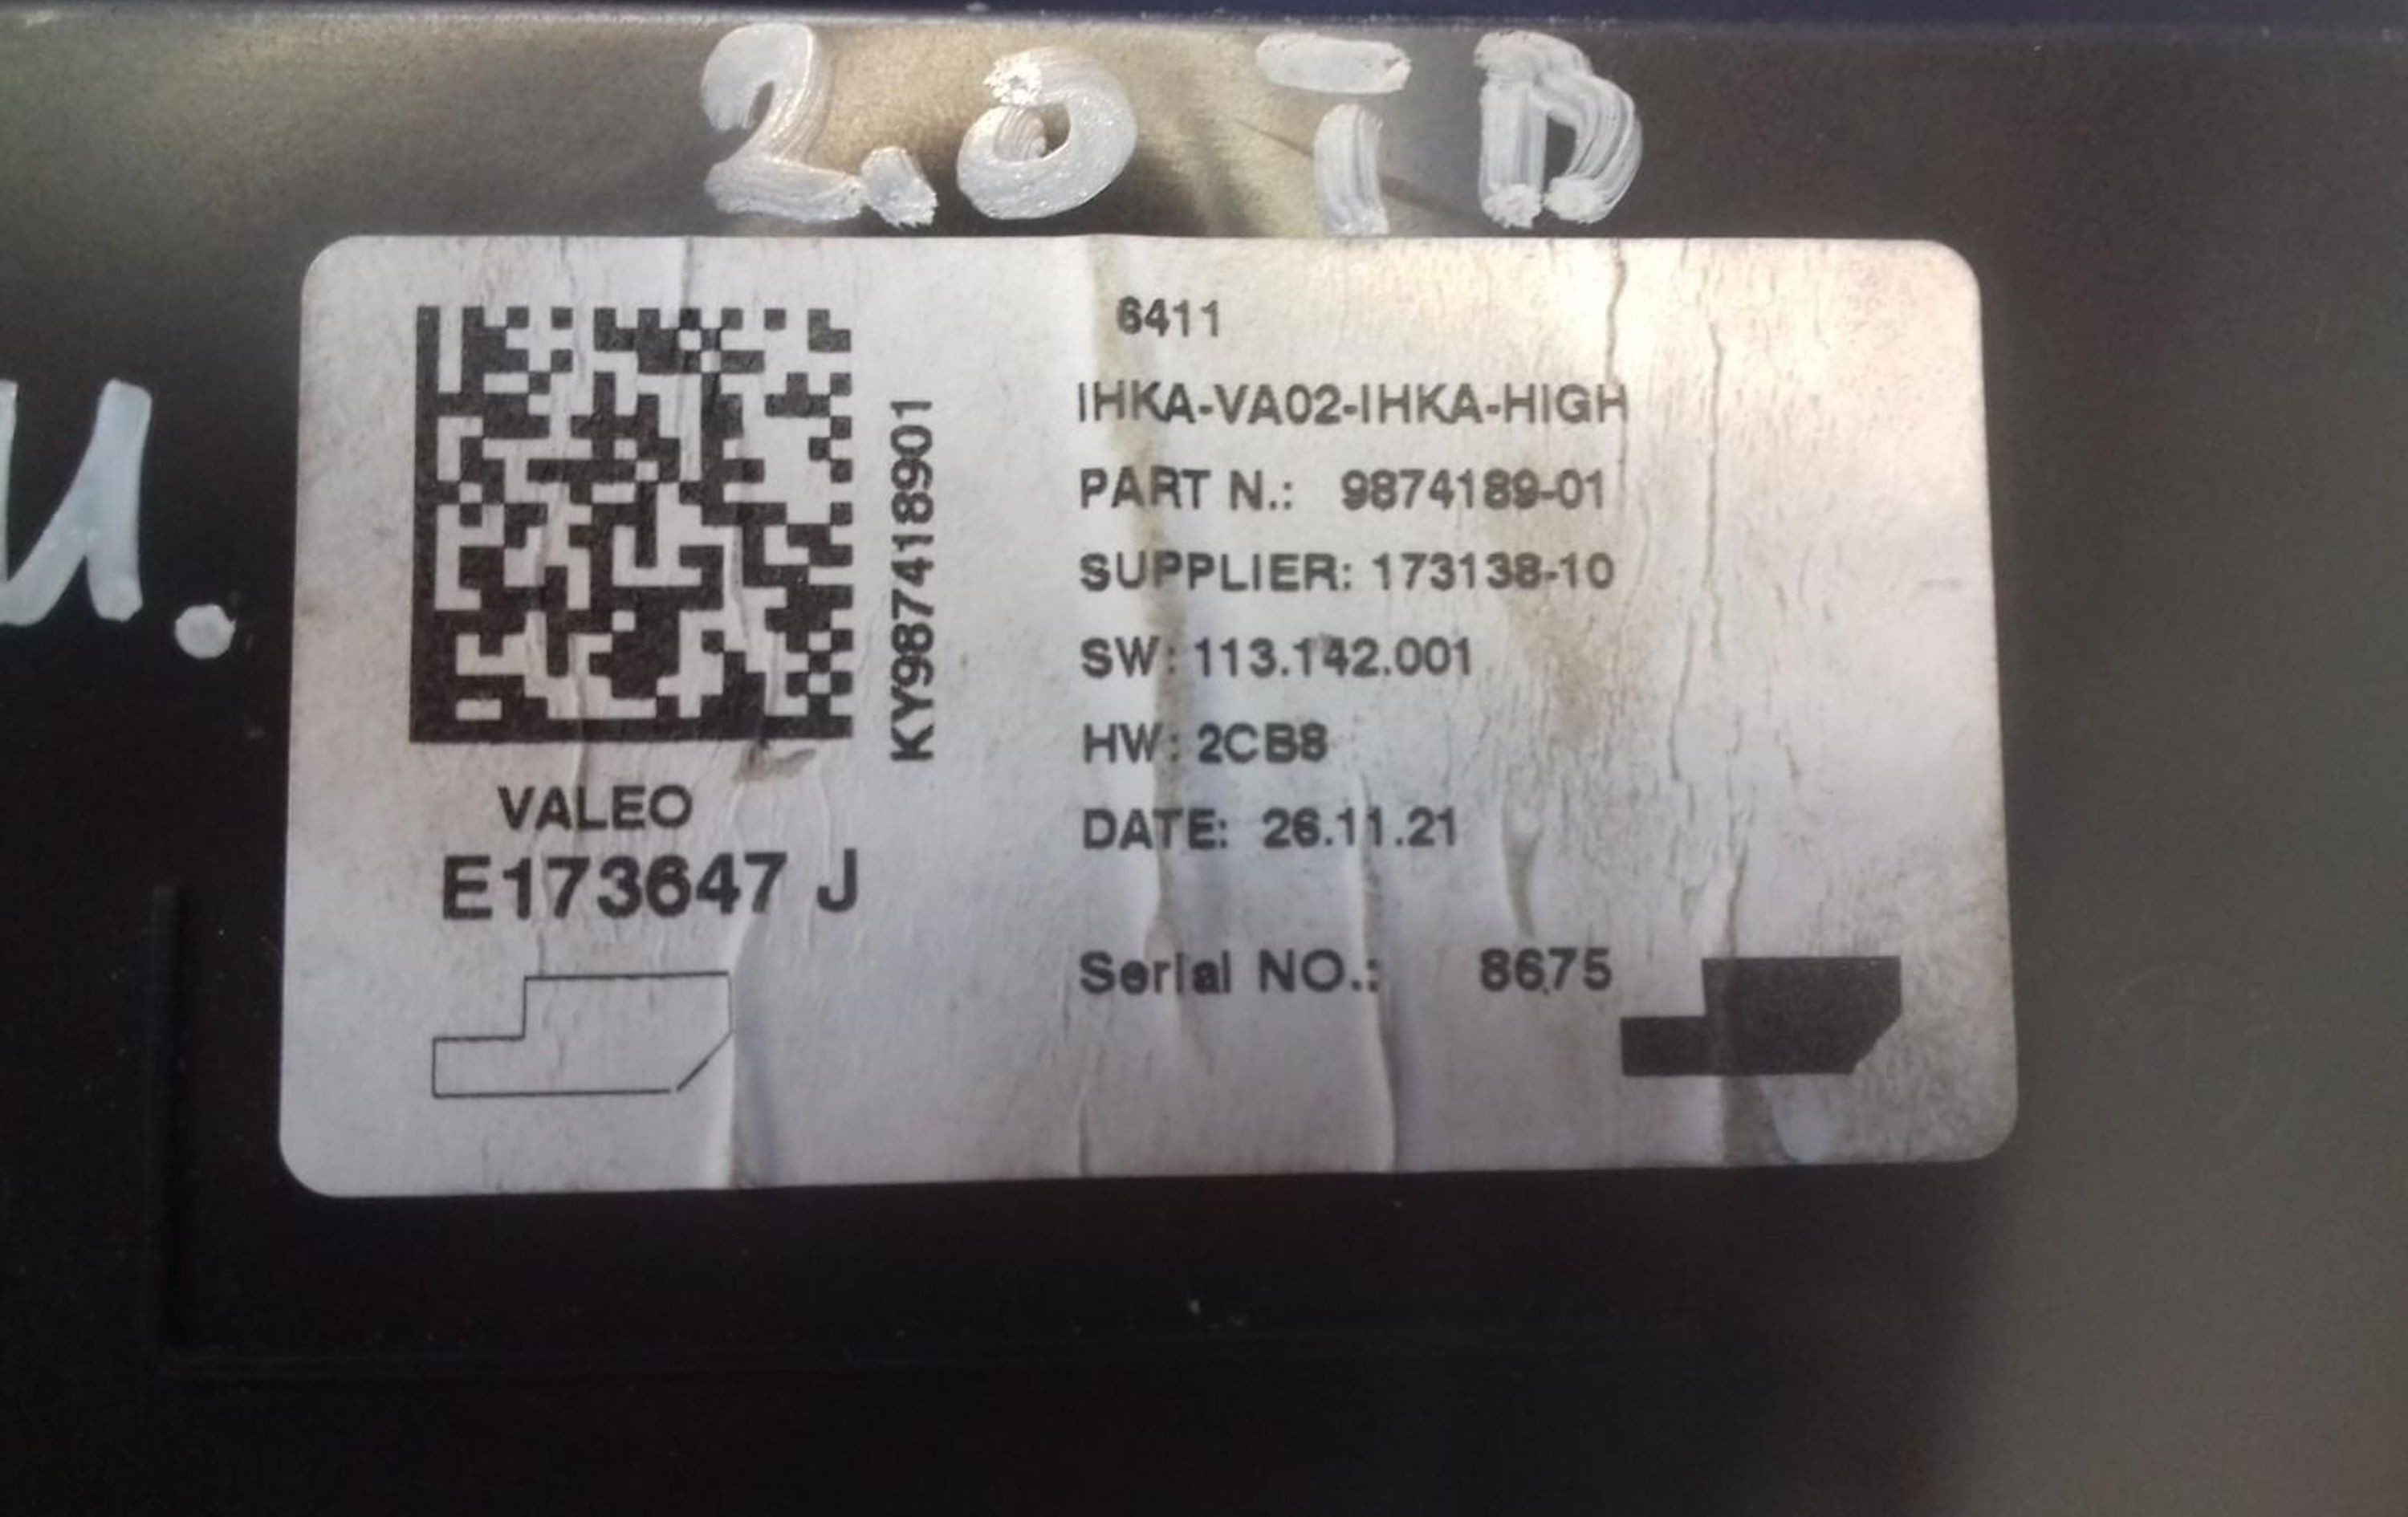 2.0 TD
u.
6411
IHKA-VA02-IHKA-HIGH
PART N.: 9874189-01
SUPPLIER: 173138-10
SW: 113.142.001
HW: 2CB8
DATE: 26.11.21
Serial NO.: 8675
KY987418901
VALEO
E173647 J